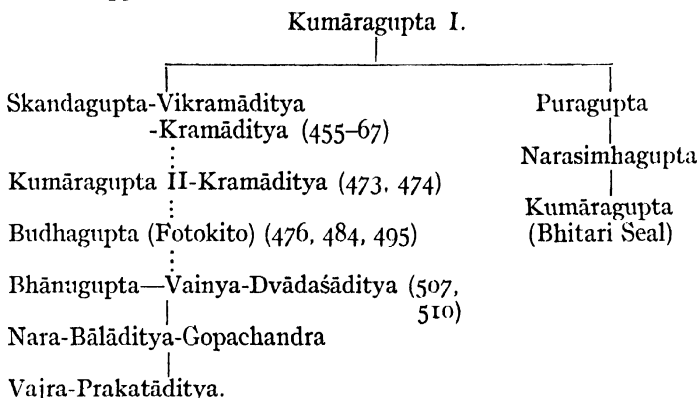 Kumāragupta I.
Skandagupta-Vikramāditya
-Kramāditya (455–67)
Kumāragupta II-Kramāditya (473, 474)
Budhagupta (Fotokito) (476, 484, 495)
Bhānugupta—Vainya-Dvādaśāditya (507,
510)
Nara-Bālāditya-Gopachandra
Vajra-Prakatāditya.
Puragupta
Narasimhagupta
Kumāragupta
(Bhitari Seal)